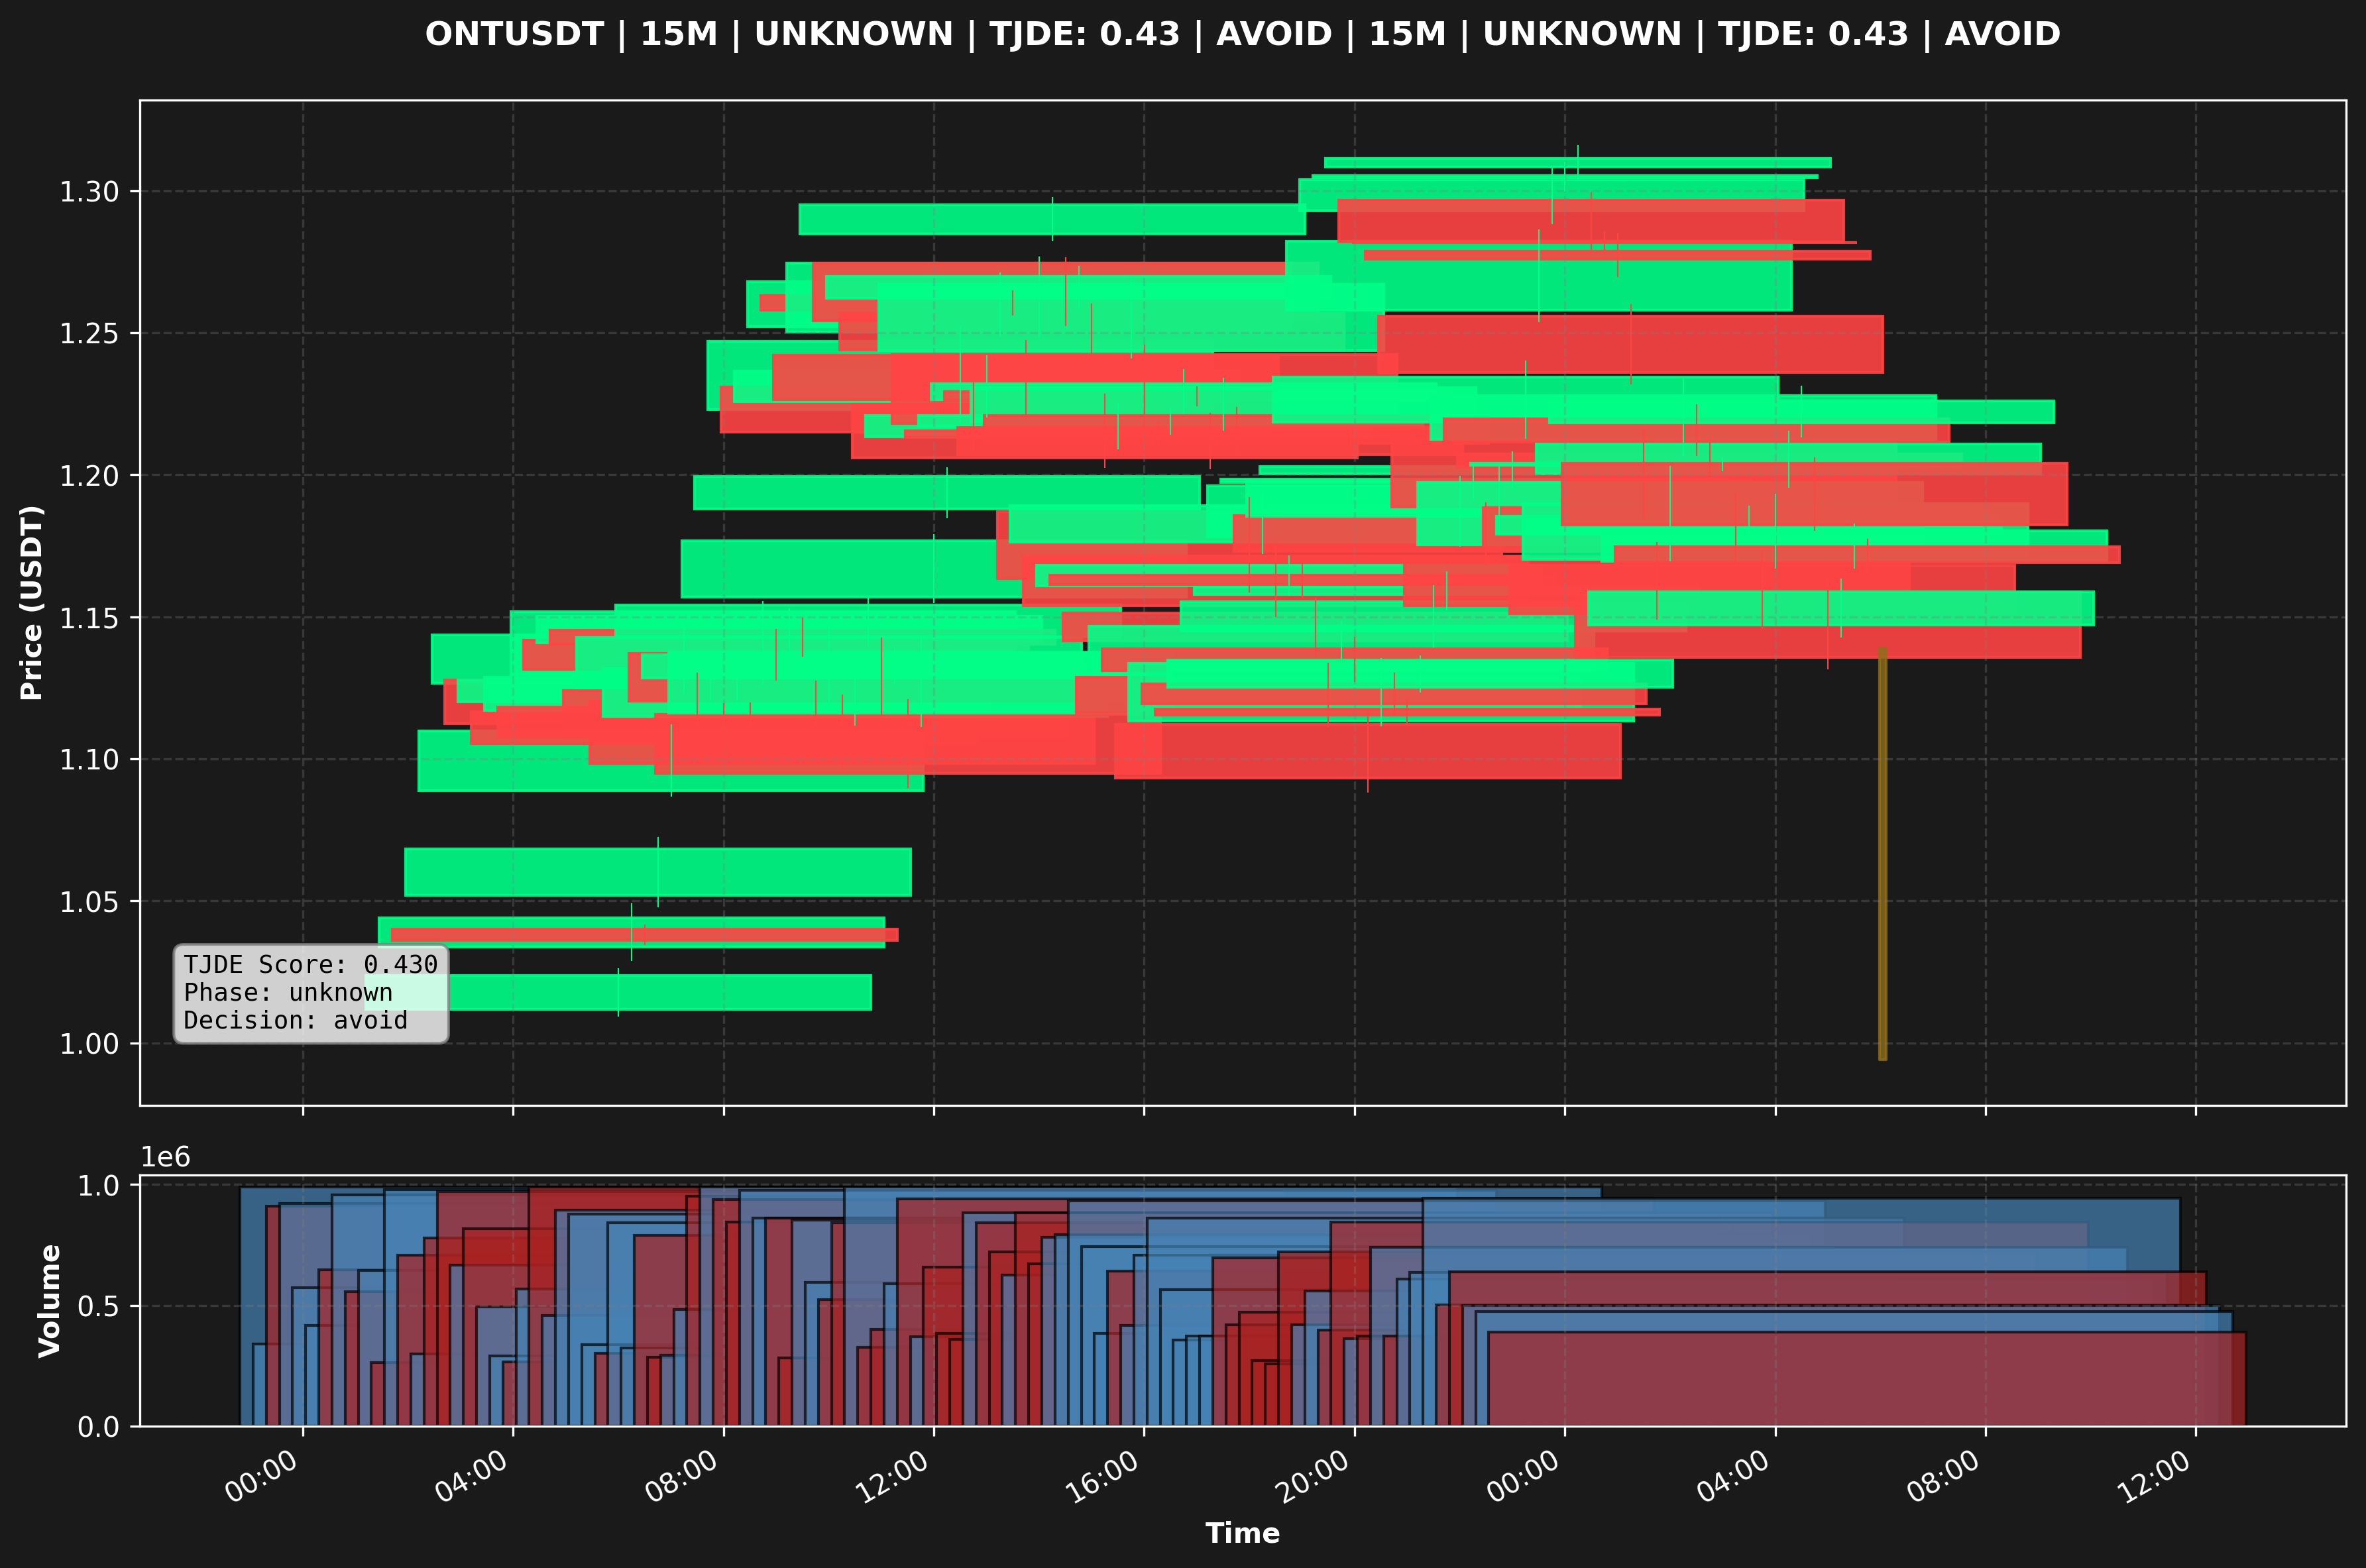 ONTUSDT | 15M | UNKNOWN | TJDE: 0.43 | AVOID | 15M | UNKNOWN | TJDE: 0.43 | AVOID
Price (USDT)
1.30
1.25
1.20
1.15
1.10
1.05
1.00
TJDE Score: 0.430
Phase: unknown
Decision: avoid
1e6
Volume
1.0
0.5
0.0
00:00 04:00 08:00 12:00 16:00 20:00 00:00 04:00 08:00 12:00
Time